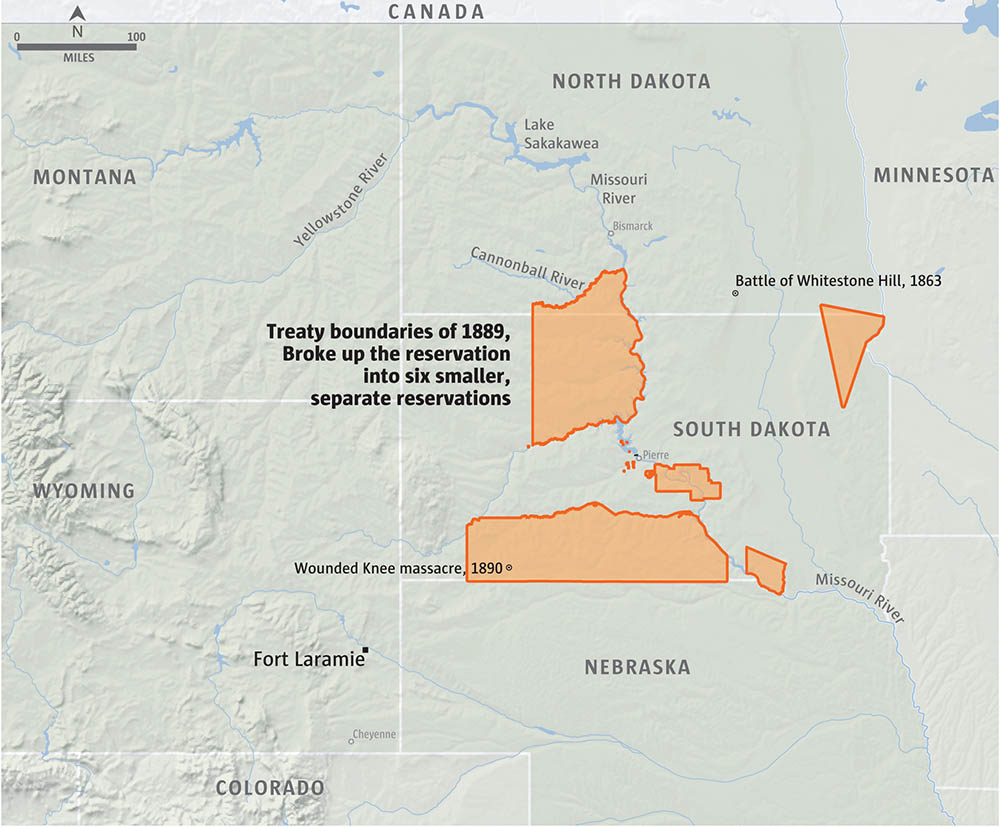 CANADA
N
0 100
MILES
NORTH DAKOTA
Lake
Sakakawea
MONTANA
MINNESOTA
Missouri
River
Yellowstone River
Bismarck
Cannonball River
Battle of Whitestone Hill, 1863
Treaty boundaries of 1889,
Broke up the reservation
into six smaller,
separate reservations
SOUTH DAKOTA
Pierre
WYOMING
Wounded Knee massacre, 1890
Missouri River
Fort Laramie
NEBRASKA
Cheyenne
COLORADO